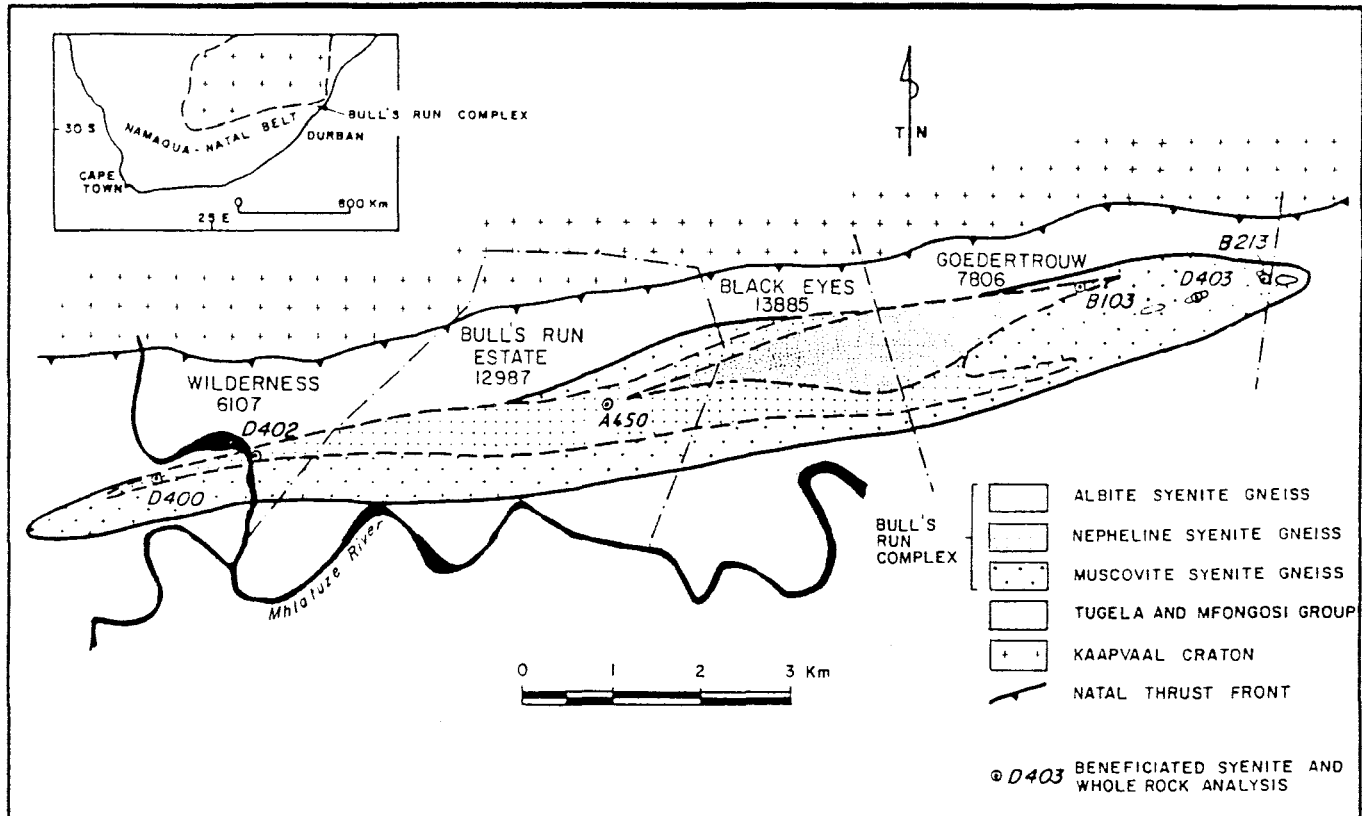 BULL'S RUN COMPLEX
30 S
NAMAQUA - NATAL BELT
DURBAN
CAPE
TOWN
0 800 Km
25 E
TN
B213
GOEDERTROUW
7806
D403
BLACK EYES
13885
B103
BULL'S RUN
ESTATE
12987
WILDERNESS
6107
A450
D402
D400
Mhlatuze River
BULL'S
RUN
COMPLEX
ALBITE SYENITE GNEISS
NEPHELINE SYENITE GNEISS
MUSCOVITE SYENITE GNEISS
TUGELA AND MFONGOSI GROUP
KAAPVAAL CRATON
NATAL THRUST FRONT
0 1 2 3 Km
D403 BENEFICIATED SYENITE AND
WHOLE ROCK ANALYSIS